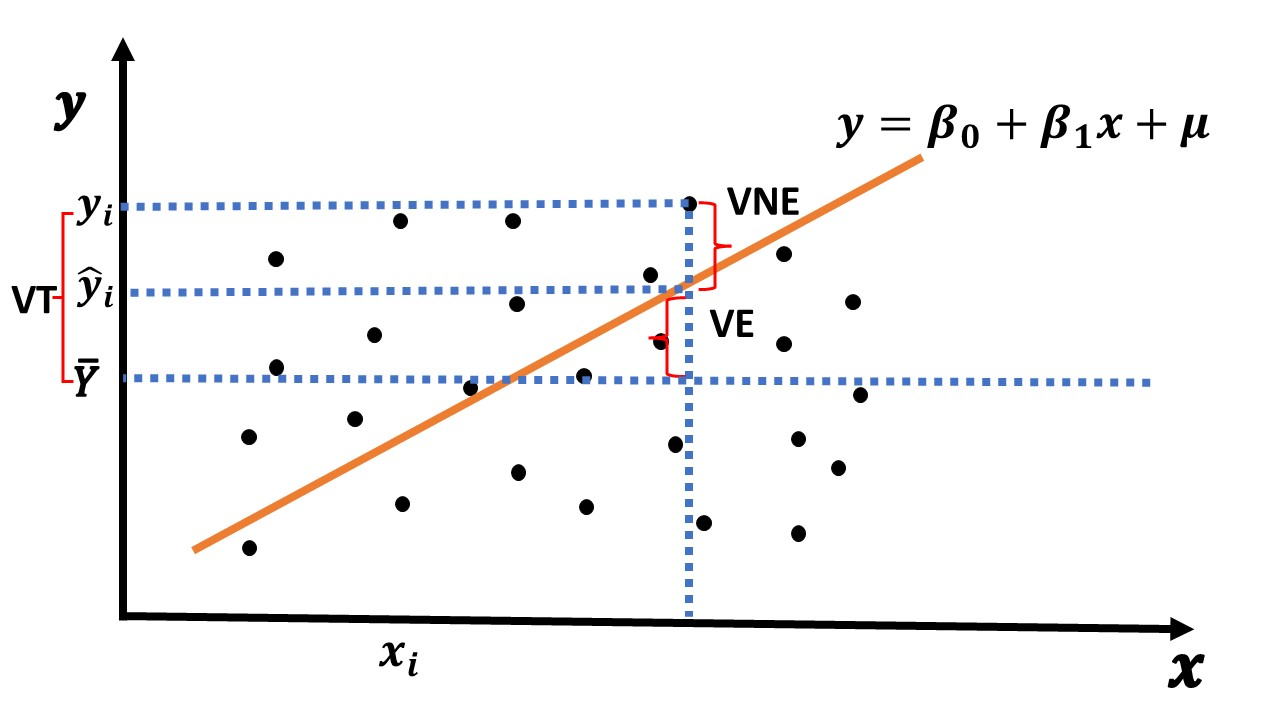 y
y = β₀ + β₁x + μ
yᵢ
VNE
ŷᵢ
VT
VE
Ȳ
xᵢ
x